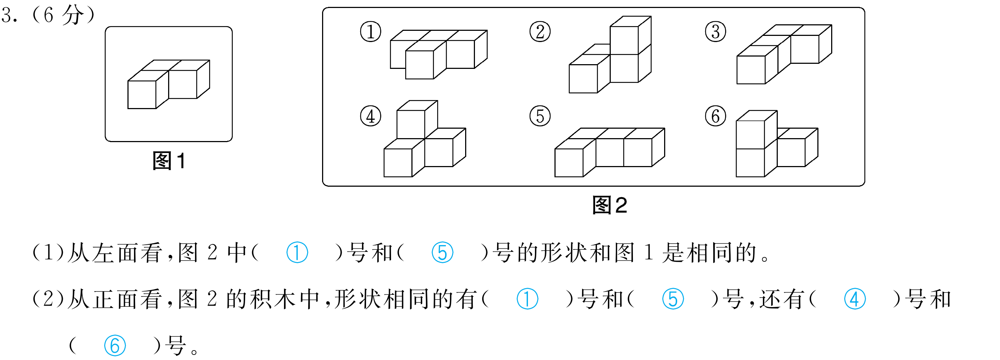 3.（6 分）
① ② ③
④ ⑤ ⑥
图1
图2
(1)从左面看,图 2 中( ① )号和( ⑤ )号的形状和图 1 是相同的。
(2)从正面看,图 2 的积木中,形状相同的有( ① )号和( ⑤ )号,还有( ④ )号和
( ⑥ )号。